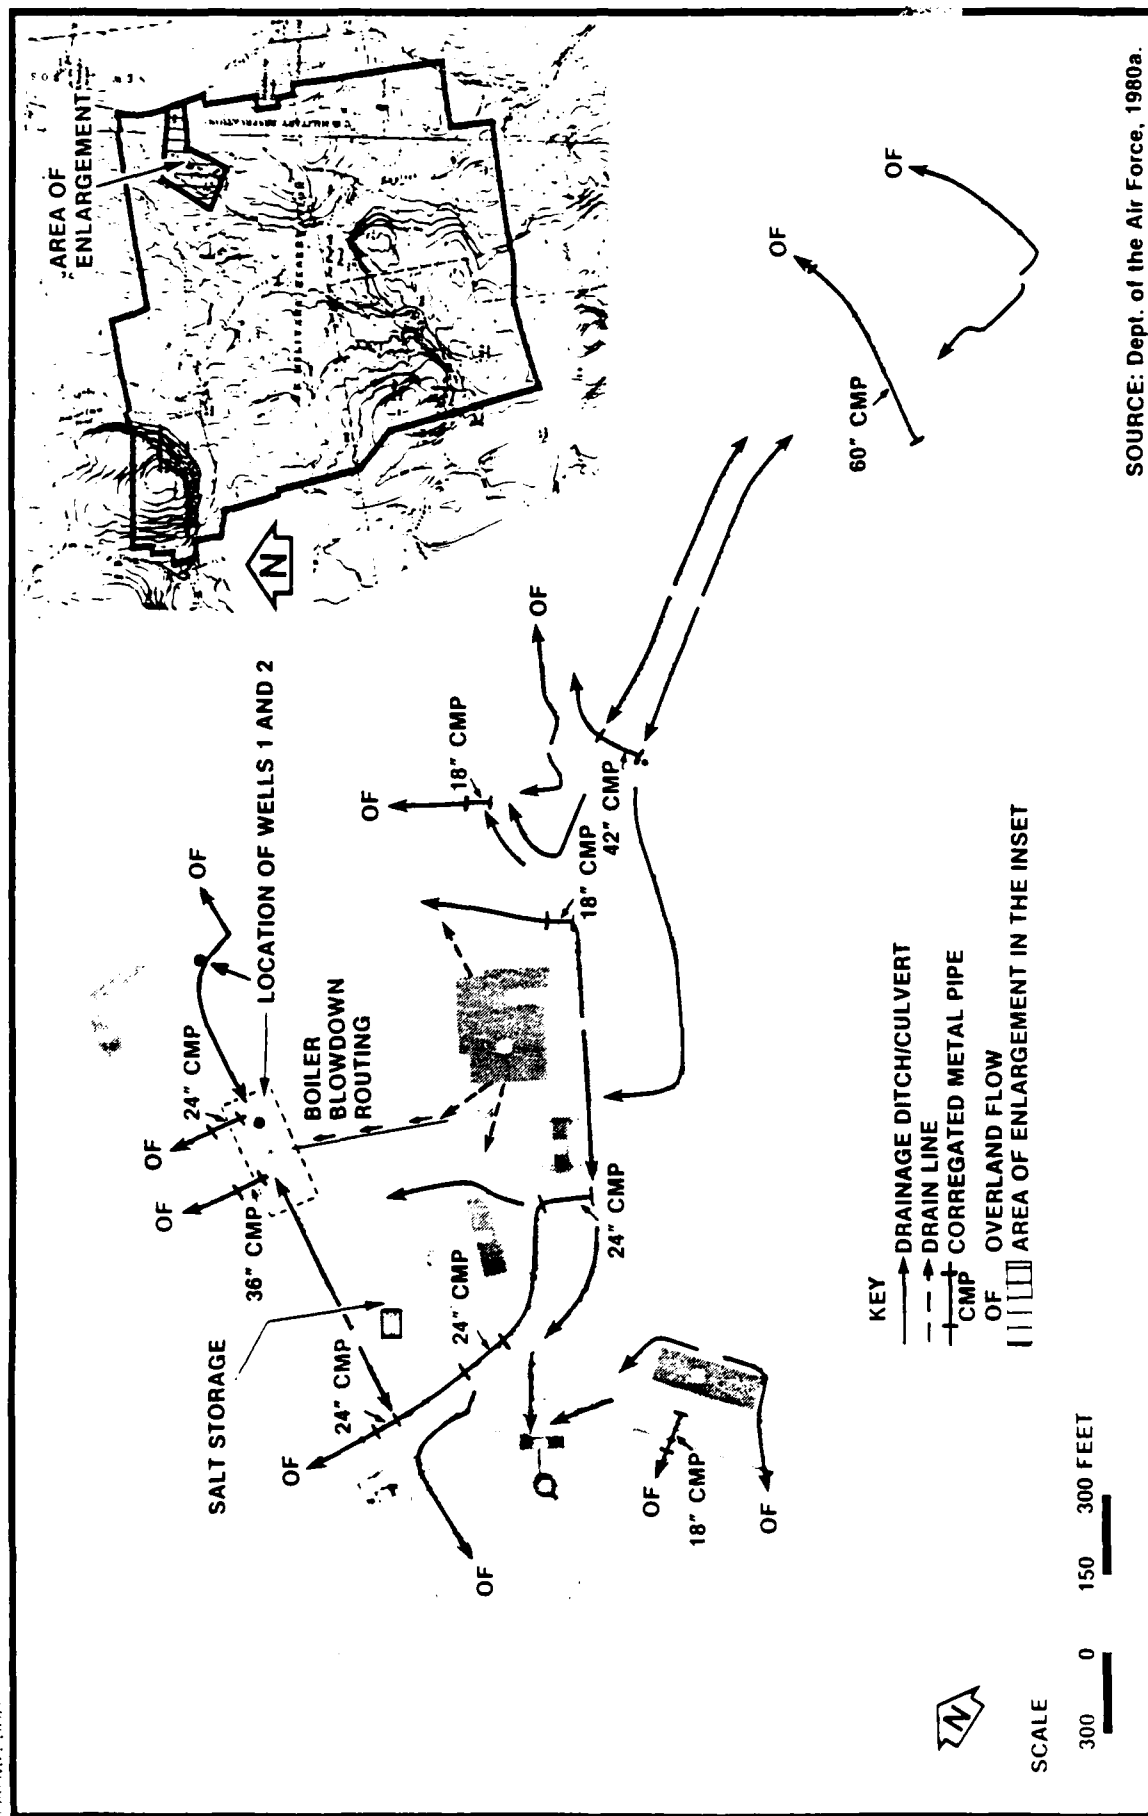 AREA OF
ENLARGEMENT
N
LOCATION OF WELLS 1 AND 2
OF
24" CMP
OF
OF
36" CMP
BOILER
BLOWDOWN
ROUTING
SALT STORAGE
24" CMP
OF
24" CMP
OF
24" CMP
OF
18" CMP
OF
18" CMP
42" CMP
OF
18" CMP
OF
OF
OF
60" CMP
KEY
DRAINAGE DITCH/CULVERT
DRAIN LINE
CORREGATED METAL PIPE
CMP
OF OVERLAND FLOW
AREA OF ENLARGEMENT IN THE INSET
N
SCALE
300 0 150 300 FEET
SOURCE: Dept. of the Air Force, 1980a.